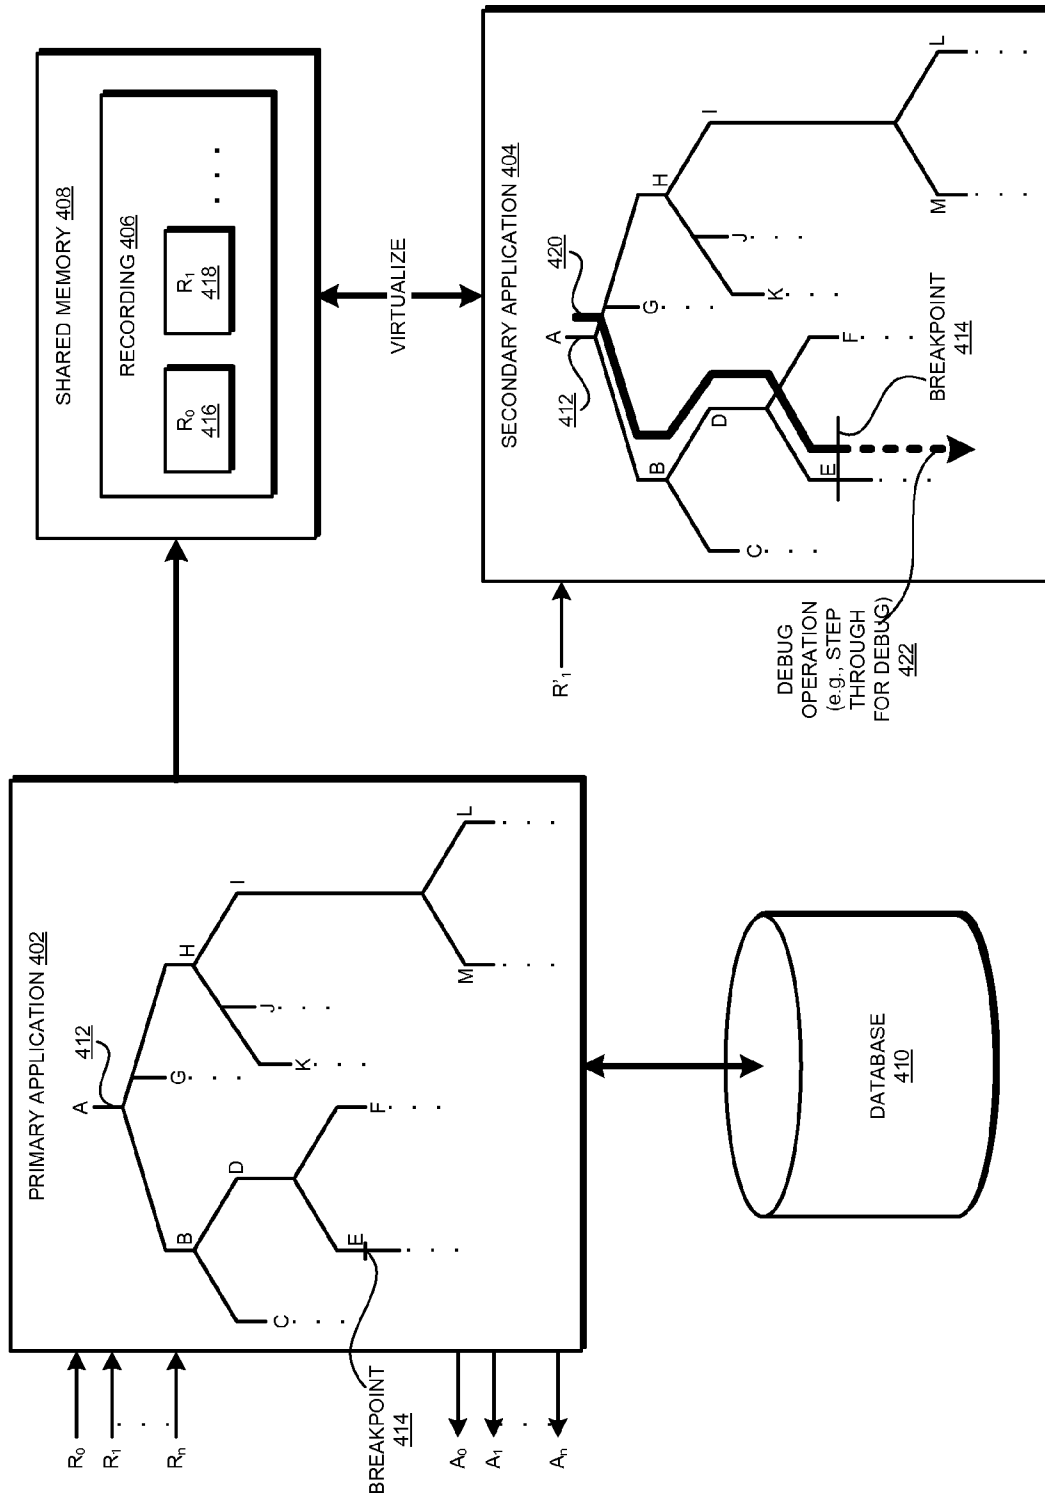 R0
R1
. . .
Rn
A0
A1
. . .
An
PRIMARY APPLICATION 402
A
412
B
C
. . .
D
E
. . .
F
. . .
G
. . .
H
I
J
. . .
K
. . .
L
. . .
M
. . .
BREAKPOINT
414
DATABASE
410
SHARED MEMORY 408
RECORDING 406
R0
416
R1
418
. . .
VIRTUALIZE
SECONDARY APPLICATION 404
R'1
A
412
420
B
C
. . .
D
E
. . .
F
. . .
G
. . .
H
I
J
. . .
K
. . .
L
. . .
M
. . .
BREAKPOINT
414
DEBUG
OPERATION
(e.g., STEP
THROUGH
FOR DEBUG)
422